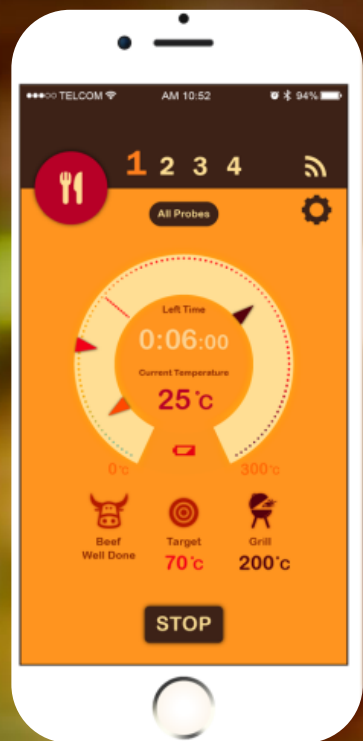 ●●●○○ TELCOM AM 10:52 94%
1 2 3 4
All Probes
Left Time
0:06:00
Current Temperature
25°C
0°C 300°C
Beef
Well Done
Target
70°C
Grill
200°C
STOP